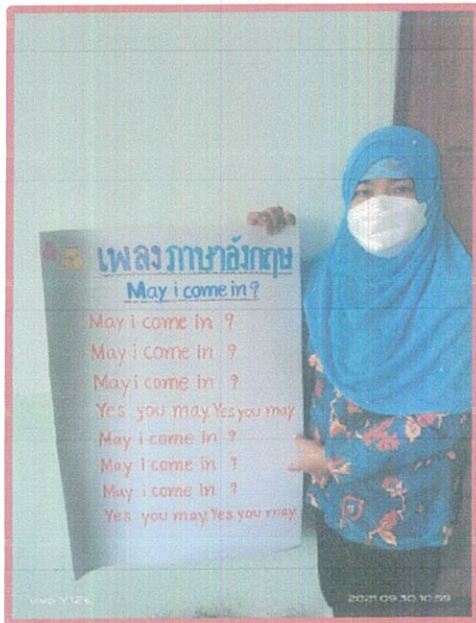 เพลงภาษาอังกฤษ
May i come in ?
May i come in ?
May i come in ?
May i come in ?
Yes you may, Yes you may
May i come in ?
May i come in ?
May i come in ?
Yes you may, Yes you may
vivo Y12s
2021.09.30 10:59